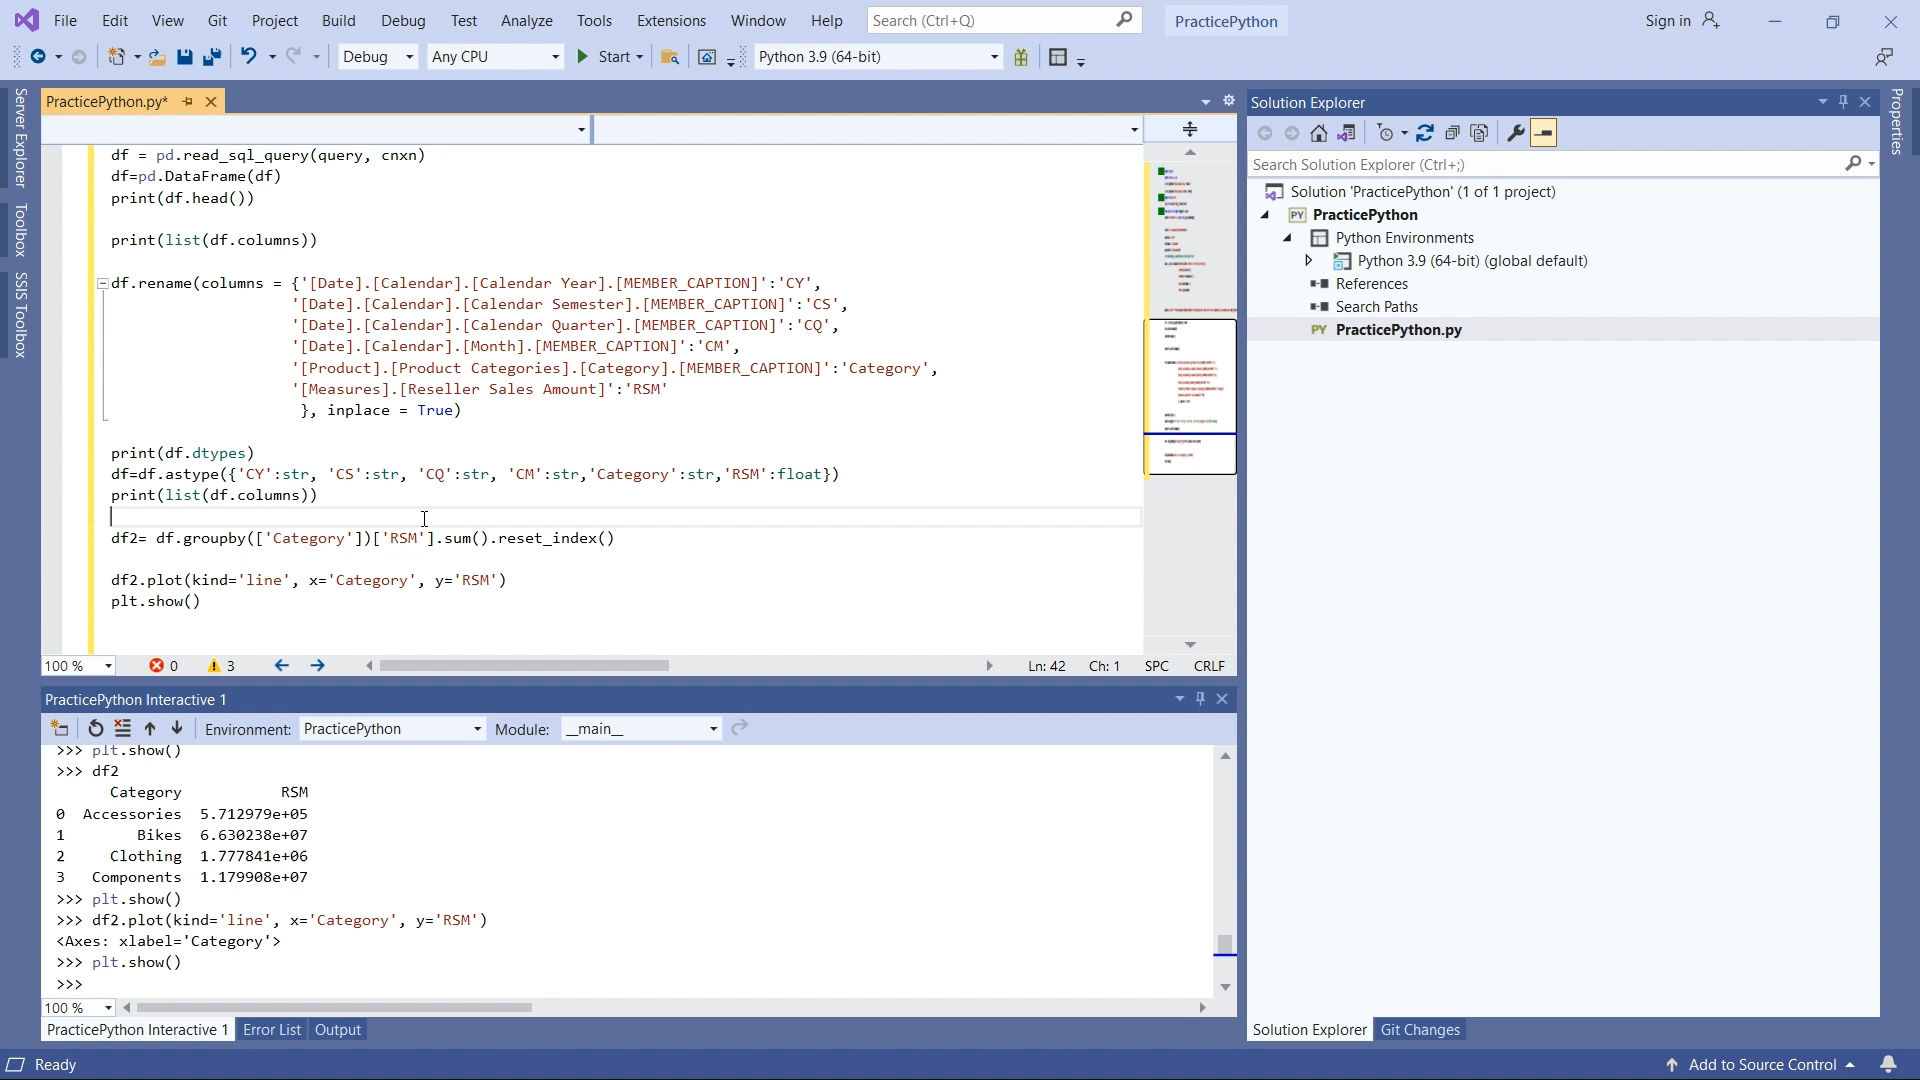 File Edit View Git Project Build Debug Test Analyze Tools Extensions Window Help Search (Ctrl+Q) PracticePython Sign in
Debug Any CPU Start Python 3.9 (64-bit)
Server Explorer
Toolbox
SSIS Toolbox
PracticePython.py*
df = pd.read_sql_query(query, cnxn)
df=pd.DataFrame(df)
print(df.head())
print(list(df.columns))
df.rename(columns = {'[Date].[Calendar].[Calendar Year].[MEMBER_CAPTION]':'CY',
'[Date].[Calendar].[Calendar Semester].[MEMBER_CAPTION]':'CS',
'[Date].[Calendar].[Calendar Quarter].[MEMBER_CAPTION]':'CQ',
'[Date].[Calendar].[Month].[MEMBER_CAPTION]':'CM',
'[Product].[Product Categories].[Category].[MEMBER_CAPTION]':'Category',
'[Measures].[Reseller Sales Amount]':'RSM'
}, inplace = True)
print(df.dtypes)
df=df.astype({'CY':str, 'CS':str, 'CQ':str, 'CM':str,'Category':str,'RSM':float})
print(list(df.columns))
df2= df.groupby(['Category'])['RSM'].sum().reset_index()
df2.plot(kind='line', x='Category', y='RSM')
plt.show()
100 % 0 3 Ln: 42 Ch: 1 SPC CRLF
PracticePython Interactive 1
Environment: PracticePython Module: __main__
>>> plt.show()
>>> df2
Category RSM
0 Accessories 5.712979e+05
1 Bikes 6.630238e+07
2 Clothing 1.777841e+06
3 Components 1.179908e+07
>>> plt.show()
>>> df2.plot(kind='line', x='Category', y='RSM')
<Axes: xlabel='Category'>
>>> plt.show()
>>>
100 %
PracticePython Interactive 1 Error List Output
Solution Explorer
Search Solution Explorer (Ctrl+;)
Solution 'PracticePython' (1 of 1 project)
PY PracticePython
Python Environments
Python 3.9 (64-bit) (global default)
References
Search Paths
PY PracticePython.py
Solution Explorer Git Changes
Properties
Ready Add to Source Control